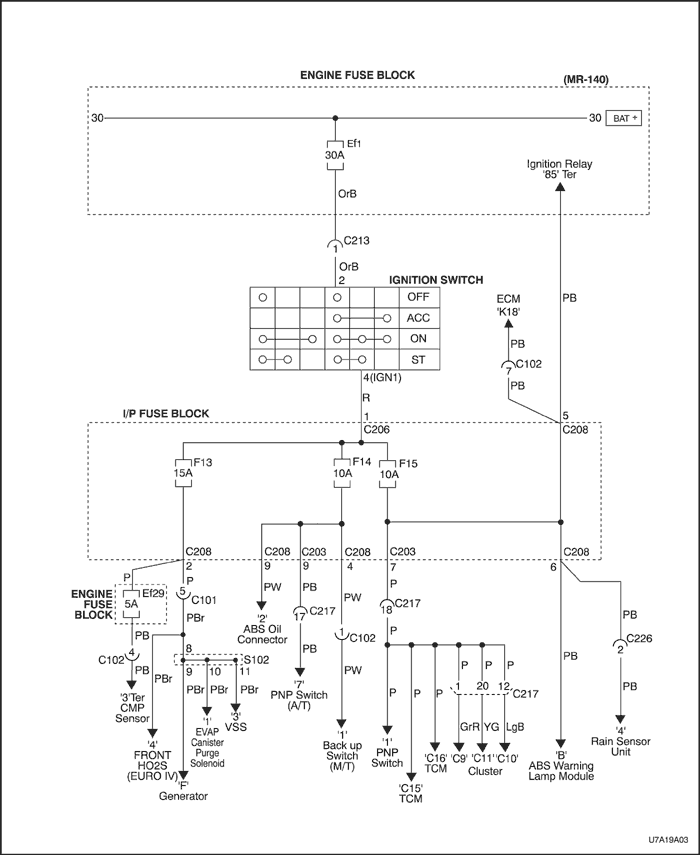 ENGINE FUSE BLOCK
(MR-140)
30
30
BAT +
Ef1
30A
Ignition Relay
'85' Ter
OrB
C213
1
OrB
2
IGNITION SWITCH
OFF
ACC
ON
ST
PB
ECM
'K18'
PB
7
C102
PB
4(IGN1)
R
I/P FUSE BLOCK
1
C206
5
C208
F13
15A
F14
10A
F15
10A
C208
2
C208
9
C203
9
C208
4
C203
7
C208
6
P
P
ENGINE
FUSE
BLOCK
Ef29
5A
5
C101
PBr
PW
PB
PW
P
18
C217
P
PB
'2'
ABS Oil
Connector
17
C217
PB
4
C102
PB
PB
8
S102
9
10
11
PBr
PBr
PBr
1
C102
PW
PB
2
C226
PB
PB
'3'Ter
CMP
Sensor
'1'
EVAP
Canister
Purge
Solenoid
'3'
VSS
'7'
PNP Switch
(A/T)
P
P
P
P
P
P
1
20
12
C217
GrR
YG
LgB
'4'
FRONT
HO2S
(EURO IV)
'F'
Generator
'1'
Back up
Switch
(M/T)
'1'
PNP
Switch
'C15'
TCM
'C16'
TCM
'C9'
'C11'
'C10'
Cluster
'B'
ABS Warning
Lamp Module
'4'
Rain Sensor
Unit
U7A19A03